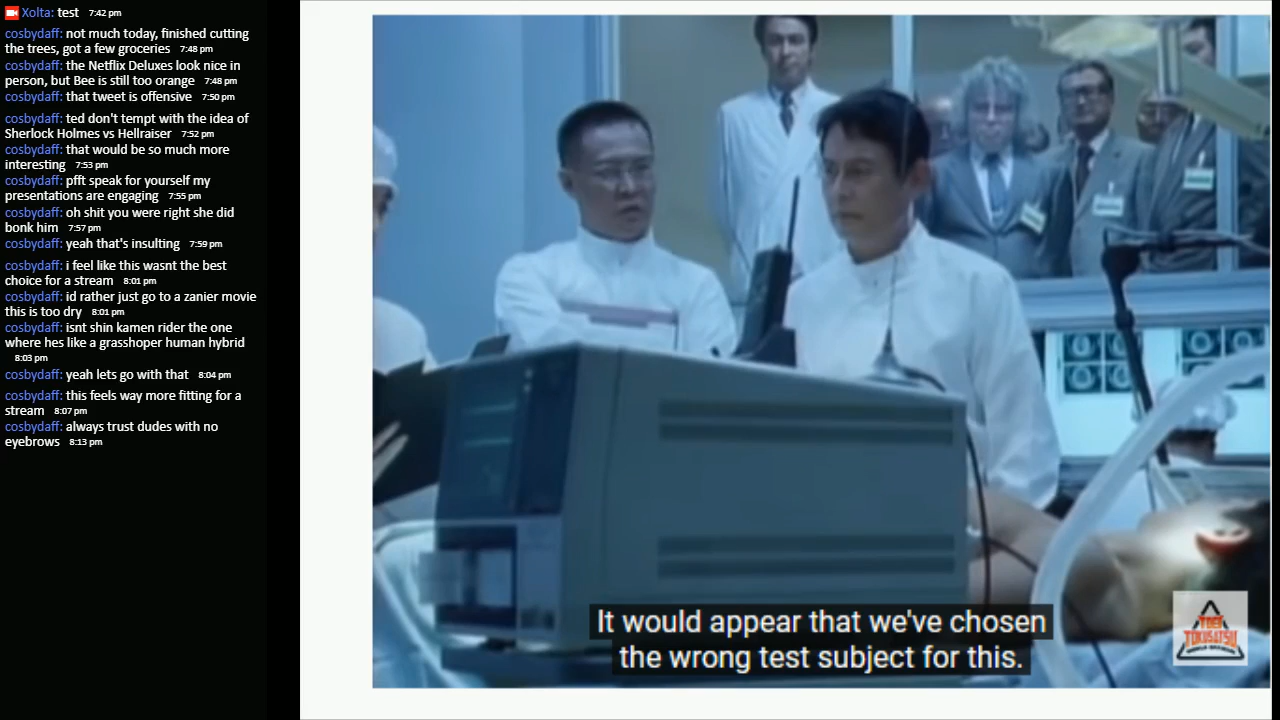 Xolta: test 7:42 pm
cosbydaff: not much today, finished cutting
the trees, got a few groceries 7:48 pm
cosbydaff: the Netflix Deluxes look nice in
person, but Bee is still too orange 7:48 pm
cosbydaff: that tweet is offensive 7:50 pm
cosbydaff: ted don't tempt with the idea of
Sherlock Holmes vs Hellraiser 7:52 pm
cosbydaff: that would be so much more
interesting 7:53 pm
cosbydaff: pfft speak for yourself my
presentations are engaging 7:55 pm
cosbydaff: oh shit you were right she did
bonk him 7:57 pm
cosbydaff: yeah that's insulting 7:59 pm
cosbydaff: i feel like this wasnt the best
choice for a stream 8:01 pm
cosbydaff: id rather just go to a zanier movie
this is too dry 8:01 pm
cosbydaff: isnt shin kamen rider the one
where hes like a grasshoper human hybrid
8:03 pm
cosbydaff: yeah lets go with that 8:04 pm
cosbydaff: this feels way more fitting for a
stream 8:07 pm
cosbydaff: always trust dudes with no
eyebrows 8:13 pm
It would appear that we've chosen
the wrong test subject for this.
TOEI
TOKUSATSU